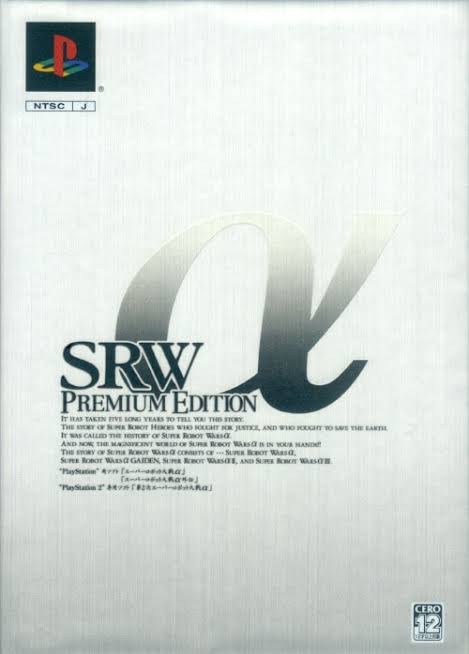 P
®
NTSC J
α
SRW
PREMIUM EDITION
IT HAS TAKEN FIVE LONG YEARS TO TELL YOU THIS STORY.
THE STORY OF SUPER ROBOT HEROES WHO FOUGHT FOR JUSTICE, AND WHO FOUGHT TO SAVE THE EARTH.
IT WAS CALLED THE HISTORY OF SUPER ROBOT WARS α.
AND NOW, THE MAGNIFICENT WORLD OF SUPER ROBOT WARS α IS IN YOUR HANDS!!
THE STORY OF SUPER ROBOT WARS α CONSISTS OF … SUPER ROBOT WARS α,
SUPER ROBOT WARS α GAIDEN, SUPER ROBOT WARS α II, AND SUPER ROBOT WARS α III.
"PlayStation" 用ソフト「スーパーロボット大戦α」
「スーパーロボット大戦α外伝」
"PlayStation 2" 専用ソフト「第2次スーパーロボット大戦α」
CERO
12